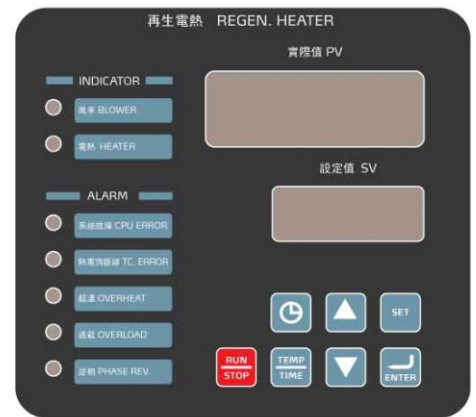 再生電熱 REGEN. HEATER
實際值 PV
INDICATOR
風車 BLOWER
電熱 HEATER
設定值 SV
ALARM
系統故障 CPU ERROR
熱電偶斷線 TC. ERROR
超溫 OVERHEAT
過載 OVERLOAD
逆相 PHASE REV.
SET
RUN
STOP
TEMP
TIME
ENTER